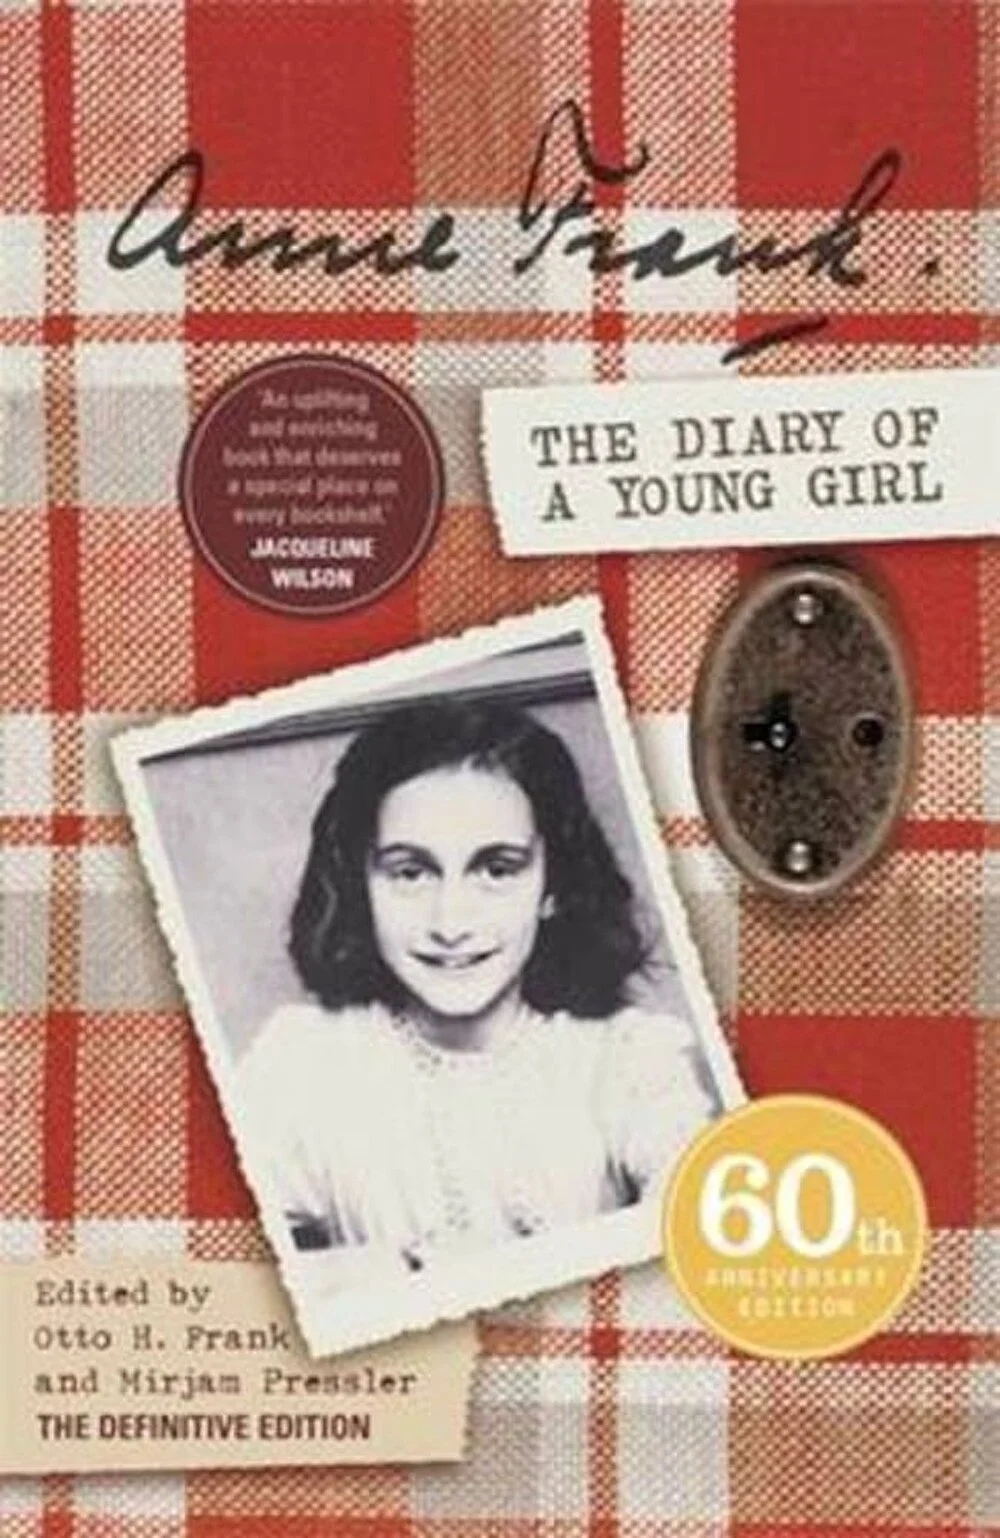 Anne Frank.
THE DIARY OF
A YOUNG GIRL
'An uplifting
and enriching
book that deserves
a special place on
every bookshelf.'
JACQUELINE
WILSON
60th
ANNIVERSARY
EDITION
Edited by
Otto H. Frank
and Mirjam Pressler
THE DEFINITIVE EDITION